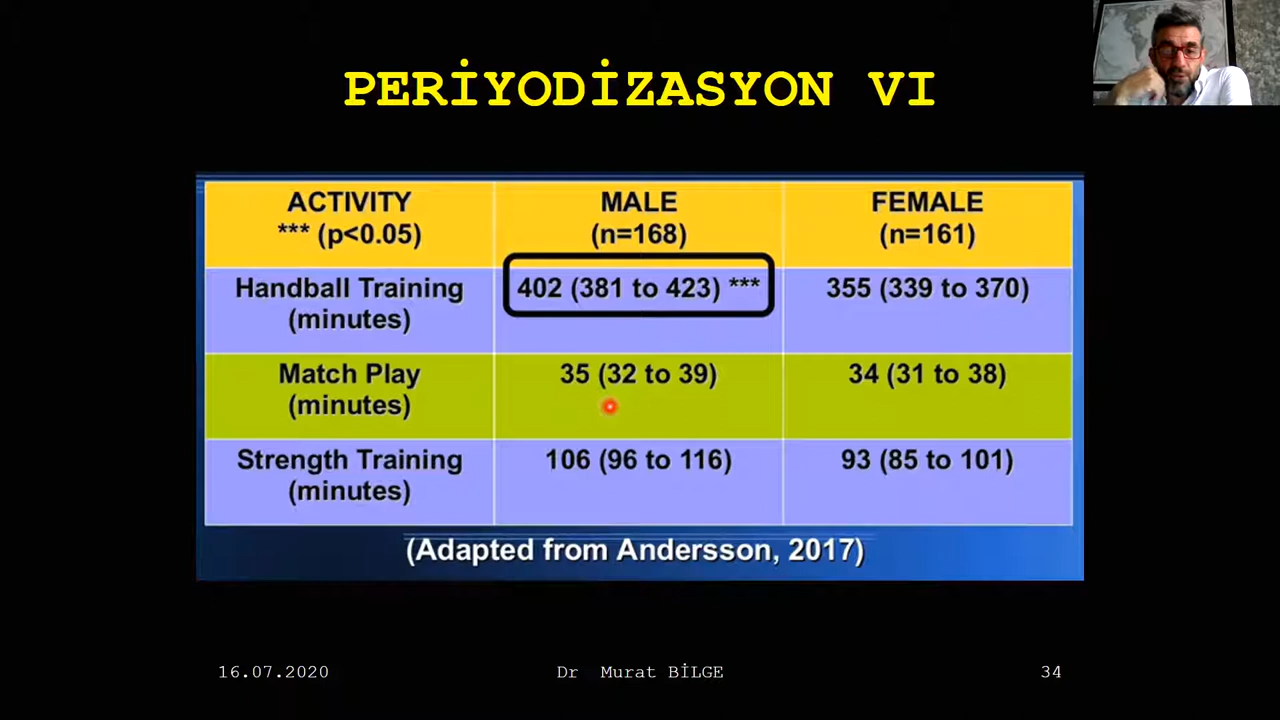 PERİYODİZASYON VI
ACTIVITY
*** (p<0.05)
MALE
(n=168)
FEMALE
(n=161)
Handball Training
(minutes)
402 (381 to 423) ***
355 (339 to 370)
Match Play
(minutes)
35 (32 to 39)
34 (31 to 38)
Strength Training
(minutes)
106 (96 to 116)
93 (85 to 101)
(Adapted from Andersson, 2017)
16.07.2020
Dr Murat BİLGE
34